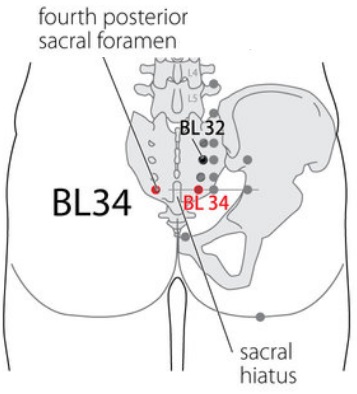 fourth posterior
sacral foramen
L4
L5
BL 32
BL34
BL 34
sacral
hiatus